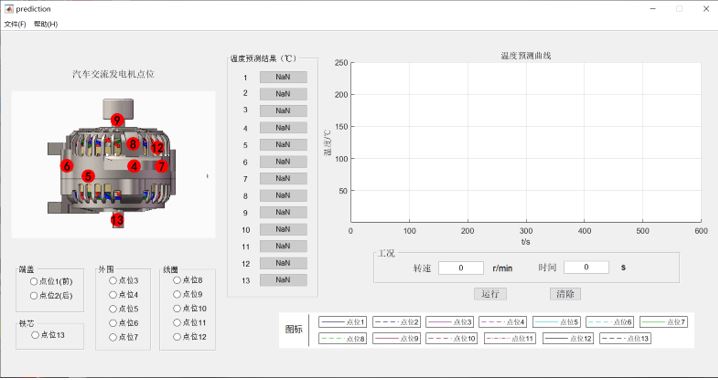 prediction
文件(F) 帮助(H)
汽车交流发电机点位
9
8
12
6
4
7
5
13
端盖
点位1(前)
点位2(后)
铁芯
点位13
外围
点位3
点位4
点位5
点位6
点位7
线圈
点位8
点位9
点位10
点位11
点位12
温度预测结果（℃）
1 NaN
2 NaN
3 NaN
4 NaN
5 NaN
6 NaN
7 NaN
8 NaN
9 NaN
10 NaN
11 NaN
12 NaN
13 NaN
温度预测曲线
250
200
150
100
50
温度/℃
0 100 200 300 400 500 600
t/s
工况
转速 0 r/min 时间 0 s
运行 清除
图标
点位1 点位2 点位3 点位4 点位5 点位6 点位7
点位8 点位9 点位10 点位11 点位12 点位13